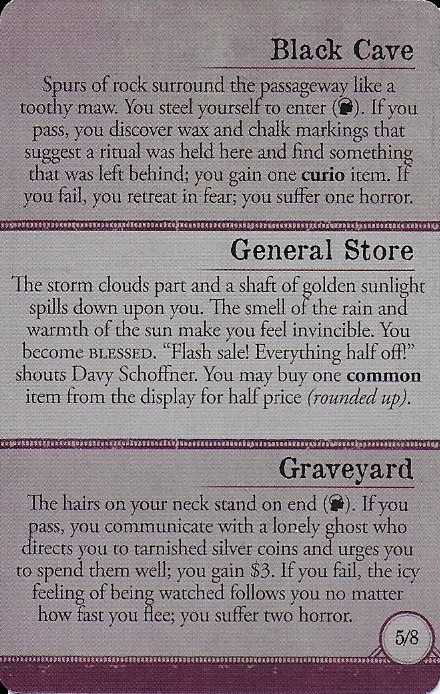 Black Cave
Spurs of rock surround the passageway like a
toothy maw. You steel yourself to enter (). If you
pass, you discover wax and chalk markings that
suggest a ritual was held here and find something
that was left behind; you gain one curio item. If
you fail, you retreat in fear; you suffer one horror.
General Store
The storm clouds part and a shaft of golden sunlight
spills down upon you. The smell of the rain and
warmth of the sun make you feel invincible. You
become BLESSED. “Flash sale! Everything half off!”
shouts Davy Schoffner. You may buy one common
item from the display for half price (rounded up).
Graveyard
The hairs on your neck stand on end (). If you
pass, you communicate with a lonely ghost who
directs you to tarnished silver coins and urges you
to spend them well; you gain $3. If you fail, the icy
feeling of being watched follows you no matter
how fast you flee; you suffer two horror.
5/8